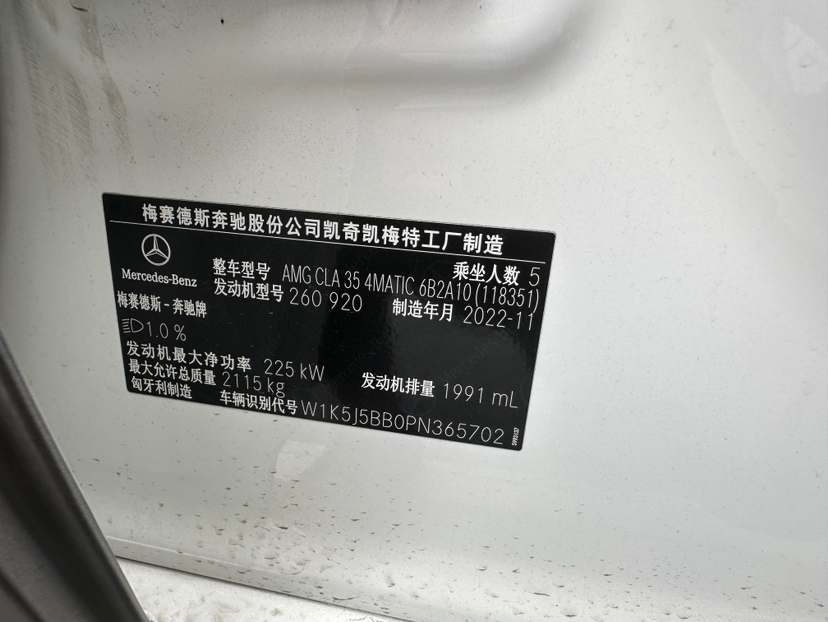 梅赛德斯奔驰股份公司凯奇凯梅特工厂制造
Mercedes-Benz
乘坐人数 5
整车型号 AMG CLA 35 4MATIC 6B2A10(118351)
发动机型号 260 920
制造年月 2022-11
梅赛德斯-奔驰牌
1.0 %
发动机最大净功率 225 kW
发动机排量 1991 mL
最大允许总质量 2115 kg
匈牙利制造
车辆识别代号 W1K5J5BB0PN365702